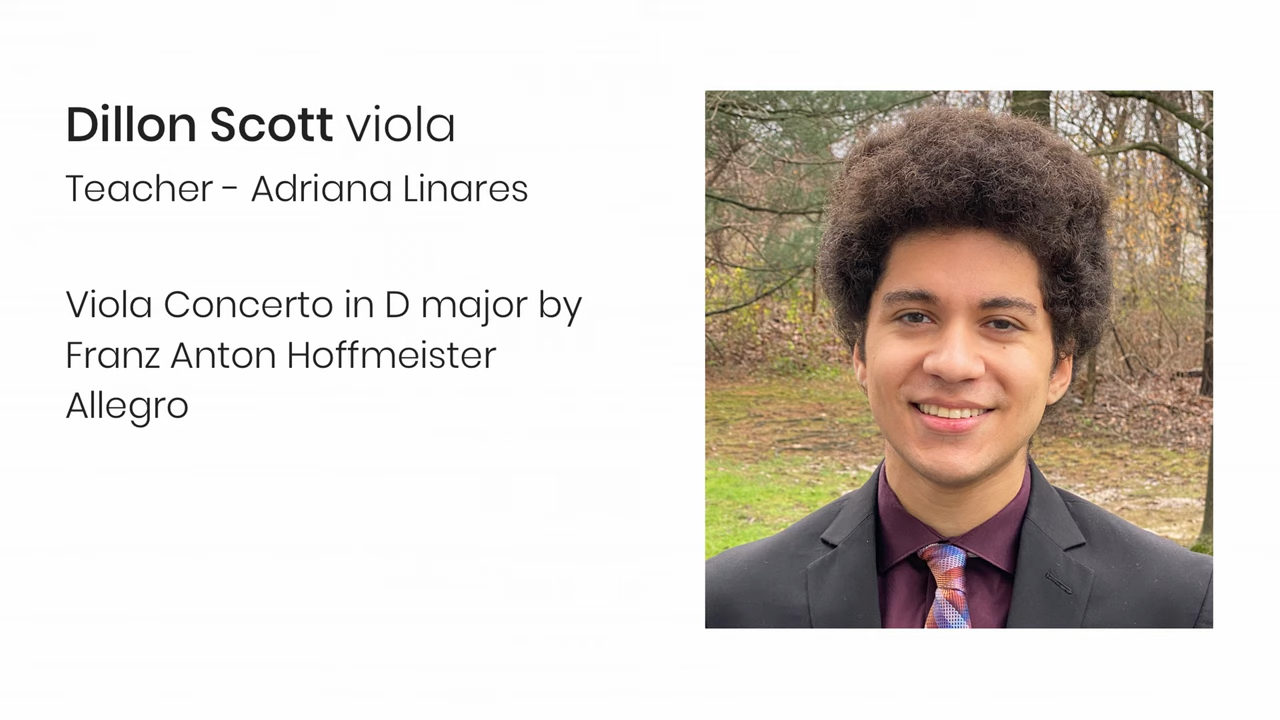 Dillon Scott viola
Teacher - Adriana Linares
Viola Concerto in D major by
Franz Anton Hoffmeister
Allegro